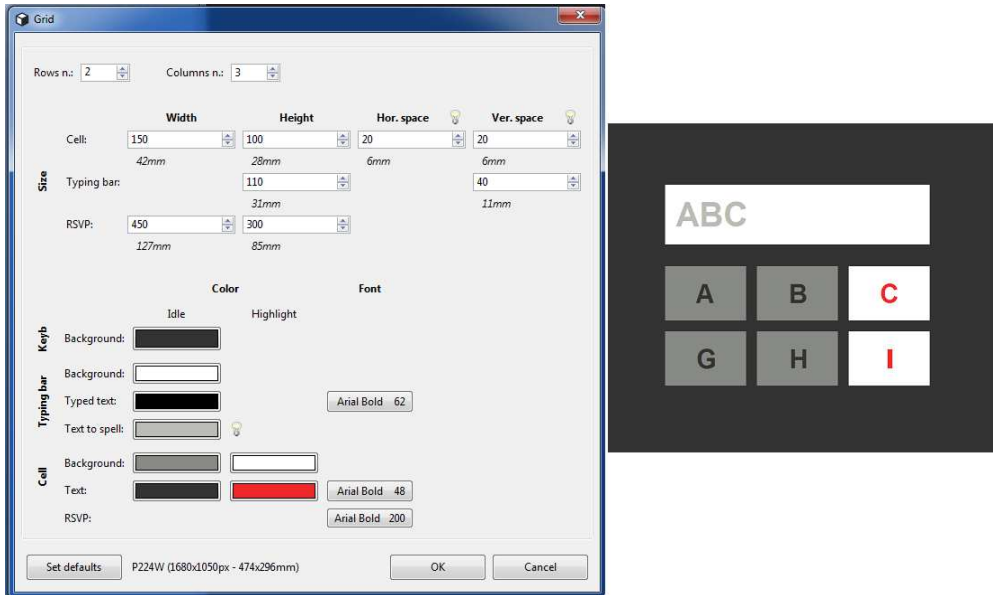 Grid
Rows n.: 2 Columns n.: 3
Width Height Hor. space Ver. space
Size
Cell: 150 100 20 20
42mm 28mm 6mm 6mm
Typing bar: 110 40
31mm 11mm
RSVP: 450 300
127mm 85mm
Color Font
Idle Highlight
Keyb
Background:
Typing bar
Background:
Typed text: Arial Bold 62
Text to spell:
Cell
Background:
Text: Arial Bold 48
RSVP: Arial Bold 200
Set defaults P224W (1680x1050px - 474x296mm) OK Cancel
ABC
A B C
G H I